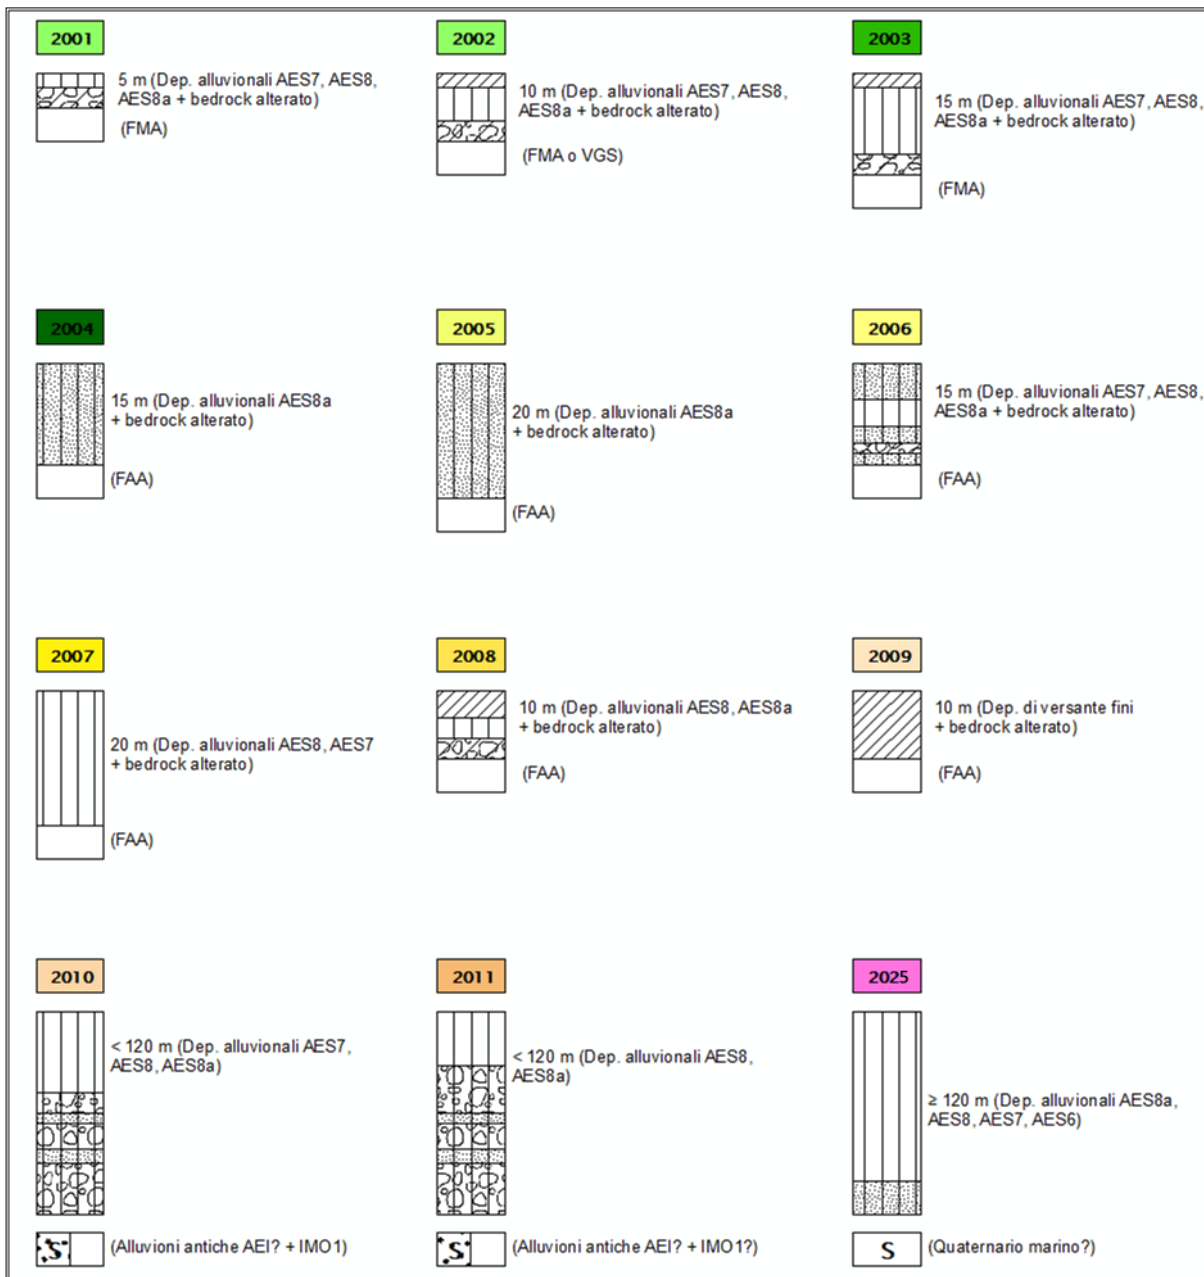 2001
5 m (Dep. alluvionali AES7, AES8,
AES8a + bedrock alterato)
(FMA)
2002
10 m (Dep. alluvionali AES7, AES8,
AES8a + bedrock alterato)
(FMA o VGS)
2003
15 m (Dep. alluvionali AES7, AES8,
AES8a + bedrock alterato)
(FMA)
2004
15 m (Dep. alluvionali AES8a
+ bedrock alterato)
(FAA)
2005
20 m (Dep. alluvionali AES8a
+ bedrock alterato)
(FAA)
2006
15 m (Dep. alluvionali AES7, AES8,
AES8a + bedrock alterato)
(FAA)
2007
20 m (Dep. alluvionali AES8, AES7
+ bedrock alterato)
(FAA)
2008
10 m (Dep. alluvionali AES8, AES8a
+ bedrock alterato)
(FAA)
2009
10 m (Dep. di versante fini
+ bedrock alterato)
(FAA)
2010
< 120 m (Dep. alluvionali AES7,
AES8, AES8a)
S
(Alluvioni antiche AEI? + IMO1)
2011
< 120 m (Dep. alluvionali AES8,
AES8a)
S
(Alluvioni antiche AEI? + IMO1?)
2025
≥ 120 m (Dep. alluvionali AES8a,
AES8, AES7, AES6)
S
(Quaternario marino?)